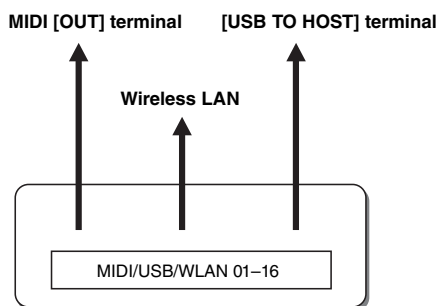 MIDI [OUT] terminal
[USB TO HOST] terminal
Wireless LAN
MIDI/USB/WLAN 01–16